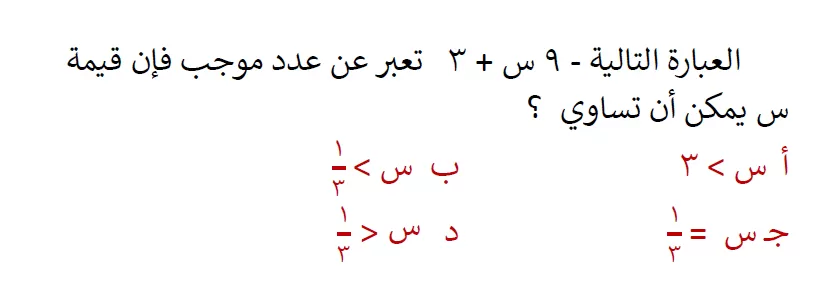 العبارة التالية - ٩ س + ٣ تعبر عن عدد موجب فإن قيمة
س يمكن أن تساوي ؟
أ س > ٣ ب س > ١/٣
جـ س = ١/٣ د س < ١/٣